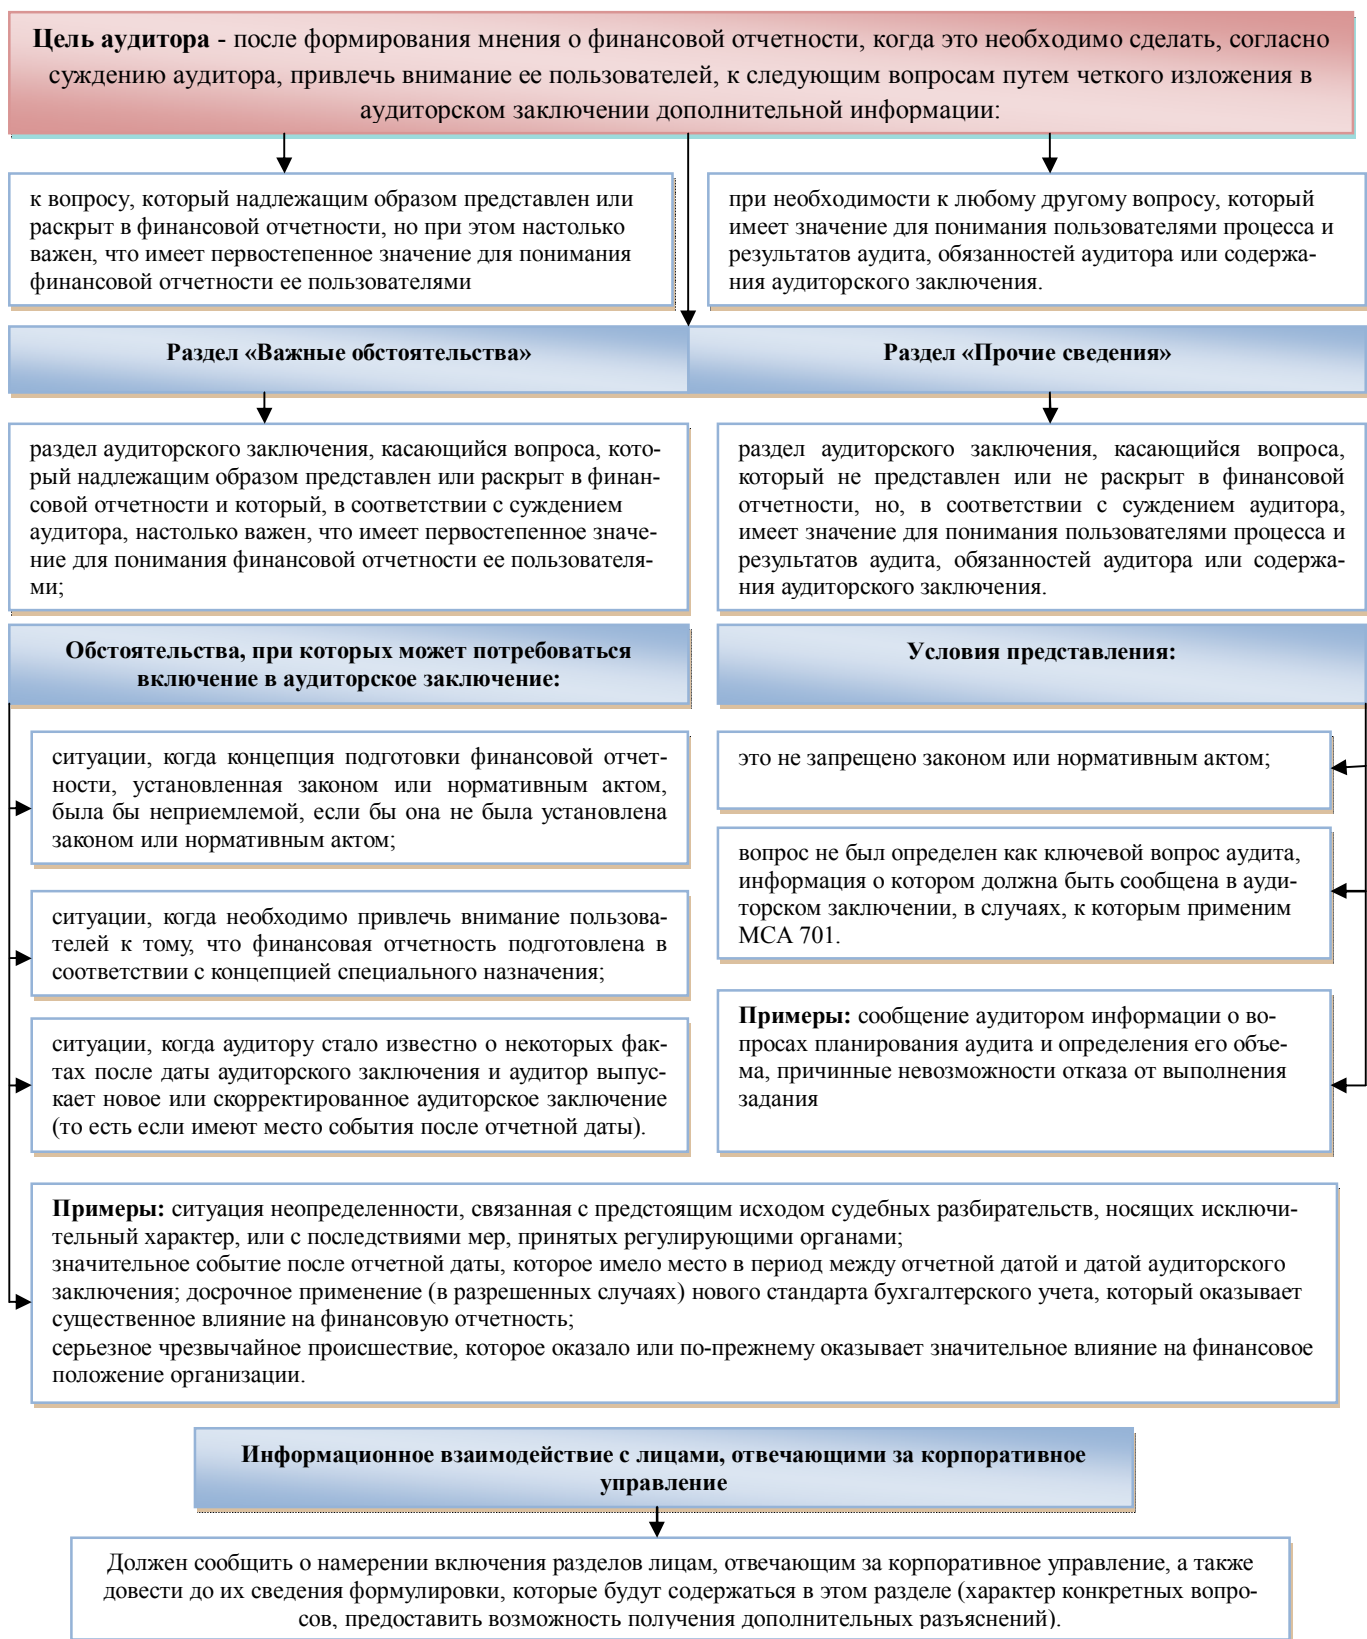 Цель аудитора - после формирования мнения о финансовой отчетности, когда это необходимо сделать, согласно
суждению аудитора, привлечь внимание ее пользователей, к следующим вопросам путем четкого изложения в
аудиторском заключении дополнительной информации:
к вопросу, который надлежащим образом представлен или
раскрыт в финансовой отчетности, но при этом настолько
важен, что имеет первостепенное значение для понимания
финансовой отчетности ее пользователями
при необходимости к любому другому вопросу, который
имеет значение для понимания пользователями процесса и
результатов аудита, обязанностей аудитора или содержа-
ния аудиторского заключения.
Раздел «Важные обстоятельства»
Раздел «Прочие сведения»
раздел аудиторского заключения, касающийся вопроса, ко-
торый надлежащим образом представлен или раскрыт в финан-
совой отчетности и который, в соответствии с суждением
аудитора, настолько важен, что имеет первостепенное значе-
ние для понимания финансовой отчетности ее пользователя-
ми;
раздел аудиторского заключения, касающийся вопроса,
который не представлен или не раскрыт в финансовой
отчетности, но, в соответствии с суждением аудитора,
имеет значение для понимания пользователями процесса и
результатов аудита, обязанностей аудитора или содержа-
ния аудиторского заключения.
Обстоятельства, при которых может потребоваться
включение в аудиторское заключение:
Условия представления:
ситуации, когда концепция подготовки финансовой отчет-
ности, установленная законом или нормативным актом,
была бы неприемлемой, если бы она не была установлена
законом или нормативным актом;
это не запрещено законом или нормативным актом;
вопрос не был определен как ключевой вопрос аудита,
информация о котором должна быть сообщена в ауди-
торском заключении, в случаях, к которым применим
МСА 701.
ситуации, когда необходимо привлечь внимание пользова-
телей к тому, что финансовая отчетность подготовлена в
соответствии с концепцией специального назначения;
Примеры: сообщение аудитором информации о во-
просах планирования аудита и определения его объе-
ма, причинные невозможности отказа от выполнения
задания
ситуации, когда аудитору стало известно о некоторых фак-
тах после даты аудиторского заключения и аудитор выпус-
кает новое или скорректированное аудиторское заключение
(то есть если имеют место события после отчетной даты).
Примеры: ситуация неопределенности, связанная с предстоящим исходом судебных разбирательств, носящих исключи-
тельный характер, или с последствиями мер, принятых регулирующими органами;
значительное событие после отчетной даты, которое имело место в период между отчетной датой и датой аудиторского
заключения; досрочное применение (в разрешенных случаях) нового стандарта бухгалтерского учета, который оказывает
существенное влияние на финансовую отчетность;
серьезное чрезвычайное происшествие, которое оказало или по-прежнему оказывает значительное влияние на финансовое
положение организации.
Информационное взаимодействие с лицами, отвечающими за корпоративное
управление
Должен сообщить о намерении включения разделов лицам, отвечающим за корпоративное управление, а также
довести до их сведения формулировки, которые будут содержаться в этом разделе (характер конкретных вопро-
сов, предоставить возможность получения дополнительных разъяснений).